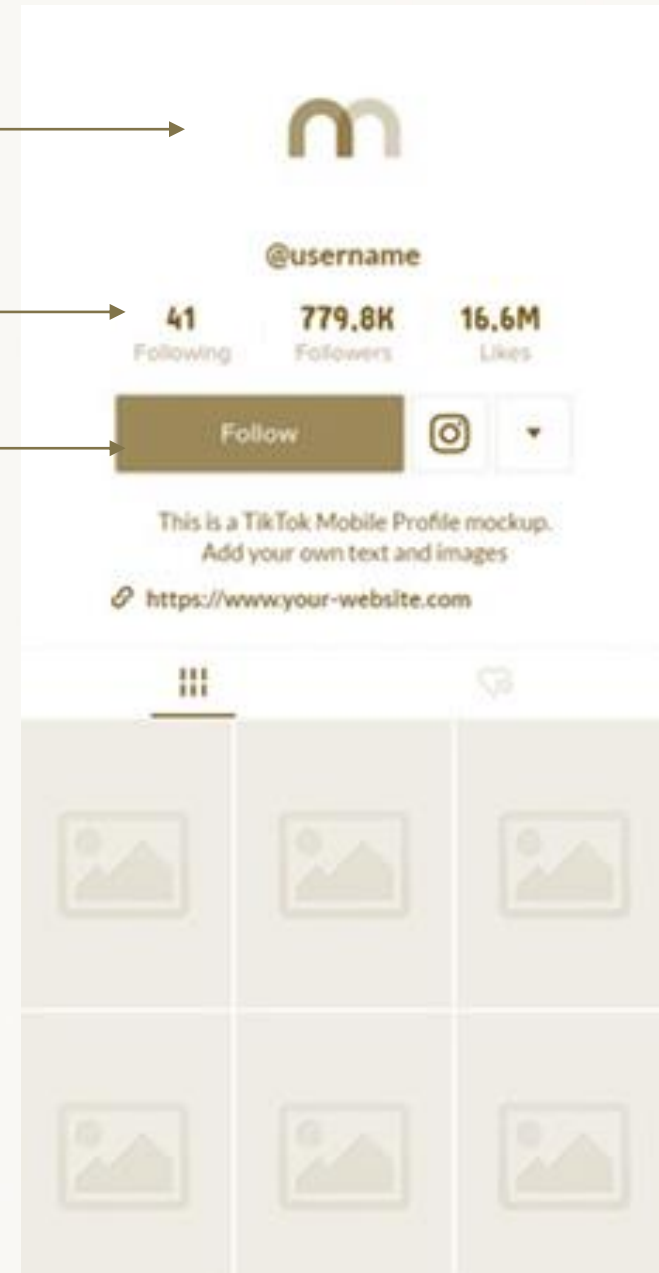 @username
41 779.8K 16.6M
Following Followers Likes
Follow
This is a TikTok Mobile Profile mockup.
Add your own text and images
https://www.your-website.com